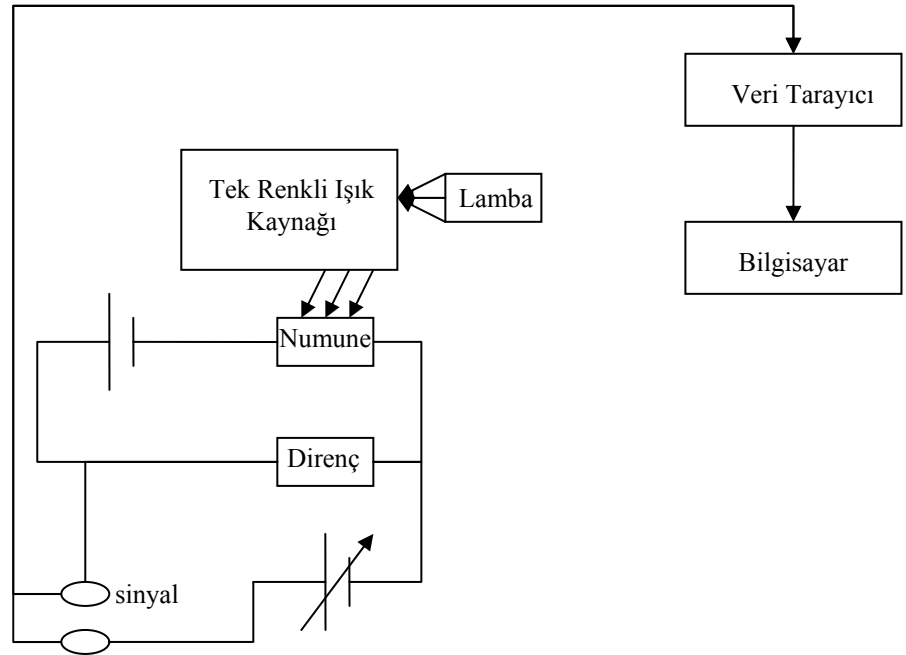 Veri Tarayıcı
Tek Renkli Işık
Kaynağı
Lamba
Bilgisayar
Numune
Direnç
sinyal